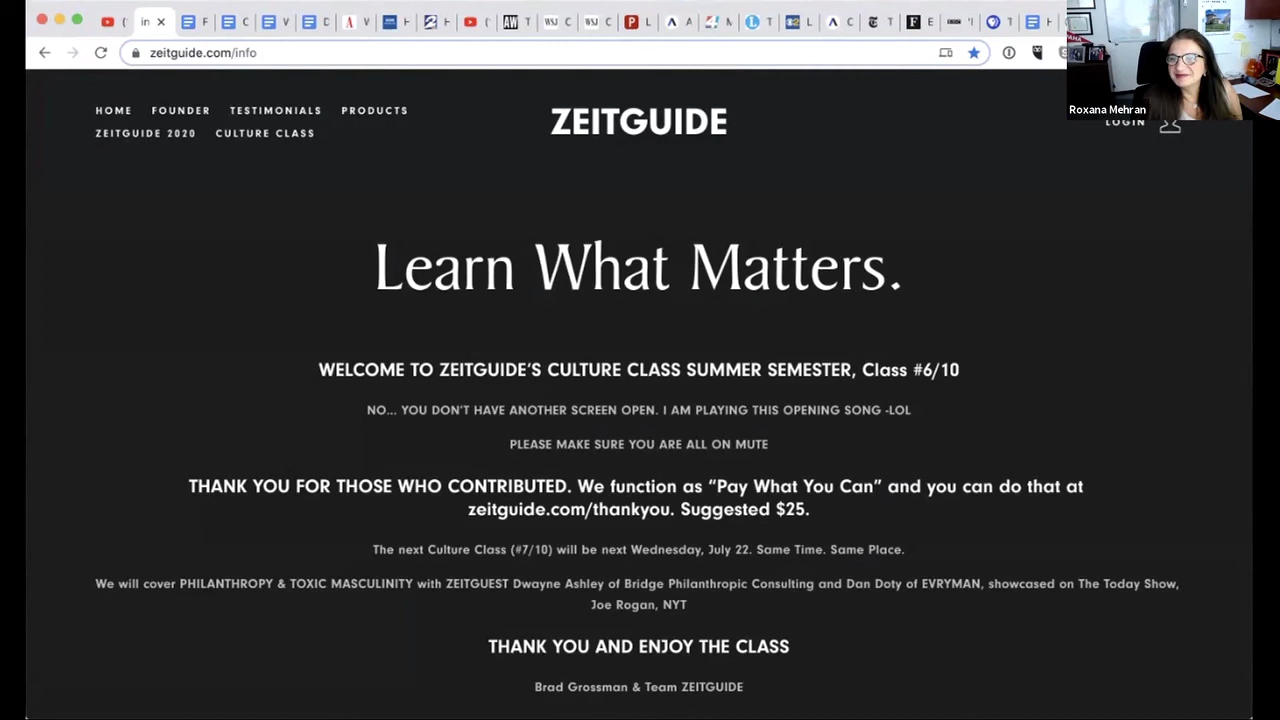 in
zeitguide.com/info
Roxana Mehran
HOME FOUNDER TESTIMONIALS PRODUCTS
ZEITGUIDE 2020 CULTURE CLASS
ZEITGUIDE
LOGIN
Learn What Matters.
WELCOME TO ZEITGUIDE'S CULTURE CLASS SUMMER SEMESTER, Class #6/10
NO... YOU DON'T HAVE ANOTHER SCREEN OPEN. I AM PLAYING THIS OPENING SONG -LOL
PLEASE MAKE SURE YOU ARE ALL ON MUTE
THANK YOU FOR THOSE WHO CONTRIBUTED. We function as “Pay What You Can” and you can do that at
zeitguide.com/thankyou. Suggested $25.
The next Culture Class (#7/10) will be next Wednesday, July 22. Same Time. Same Place.
We will cover PHILANTHROPY & TOXIC MASCULINITY with ZEITGUEST Dwayne Ashley of Bridge Philanthropic Consulting and Dan Doty of EVRYMAN, showcased on The Today Show,
Joe Rogan, NYT
THANK YOU AND ENJOY THE CLASS
Brad Grossman & Team ZEITGUIDE